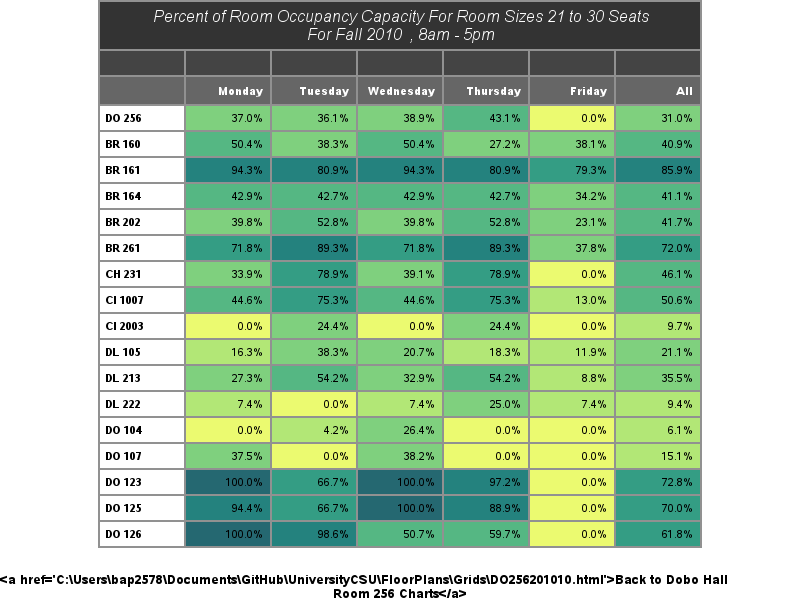 Percent of Room Occupancy Capacity For Room Sizes 21 to 30 Seats
For Fall 2010 , 8am - 5pm
Monday Tuesday Wednesday Thursday Friday All
DO 256 37.0% 36.1% 38.9% 43.1% 0.0% 31.0%
BR 160 50.4% 38.3% 50.4% 27.2% 38.1% 40.9%
BR 161 94.3% 80.9% 94.3% 80.9% 79.3% 85.9%
BR 164 42.9% 42.7% 42.9% 42.7% 34.2% 41.1%
BR 202 39.8% 52.8% 39.8% 52.8% 23.1% 41.7%
BR 261 71.8% 89.3% 71.8% 89.3% 37.8% 72.0%
CH 231 33.9% 78.9% 39.1% 78.9% 0.0% 46.1%
CI 1007 44.6% 75.3% 44.6% 75.3% 13.0% 50.6%
CI 2003 0.0% 24.4% 0.0% 24.4% 0.0% 9.7%
DL 105 16.3% 38.3% 20.7% 18.3% 11.9% 21.1%
DL 213 27.3% 54.2% 32.9% 54.2% 8.8% 35.5%
DL 222 7.4% 0.0% 7.4% 25.0% 7.4% 9.4%
DO 104 0.0% 4.2% 26.4% 0.0% 0.0% 6.1%
DO 107 37.5% 0.0% 38.2% 0.0% 0.0% 15.1%
DO 123 100.0% 66.7% 100.0% 97.2% 0.0% 72.8%
DO 125 94.4% 66.7% 100.0% 88.9% 0.0% 70.0%
DO 126 100.0% 98.6% 50.7% 59.7% 0.0% 61.8%
<a href='C:\Users\bap2578\Documents\GitHub\UniversityCSU\FloorPlans\Grids\DO256201010.html'>Back to Dobo Hall
Room 256 Charts</a>